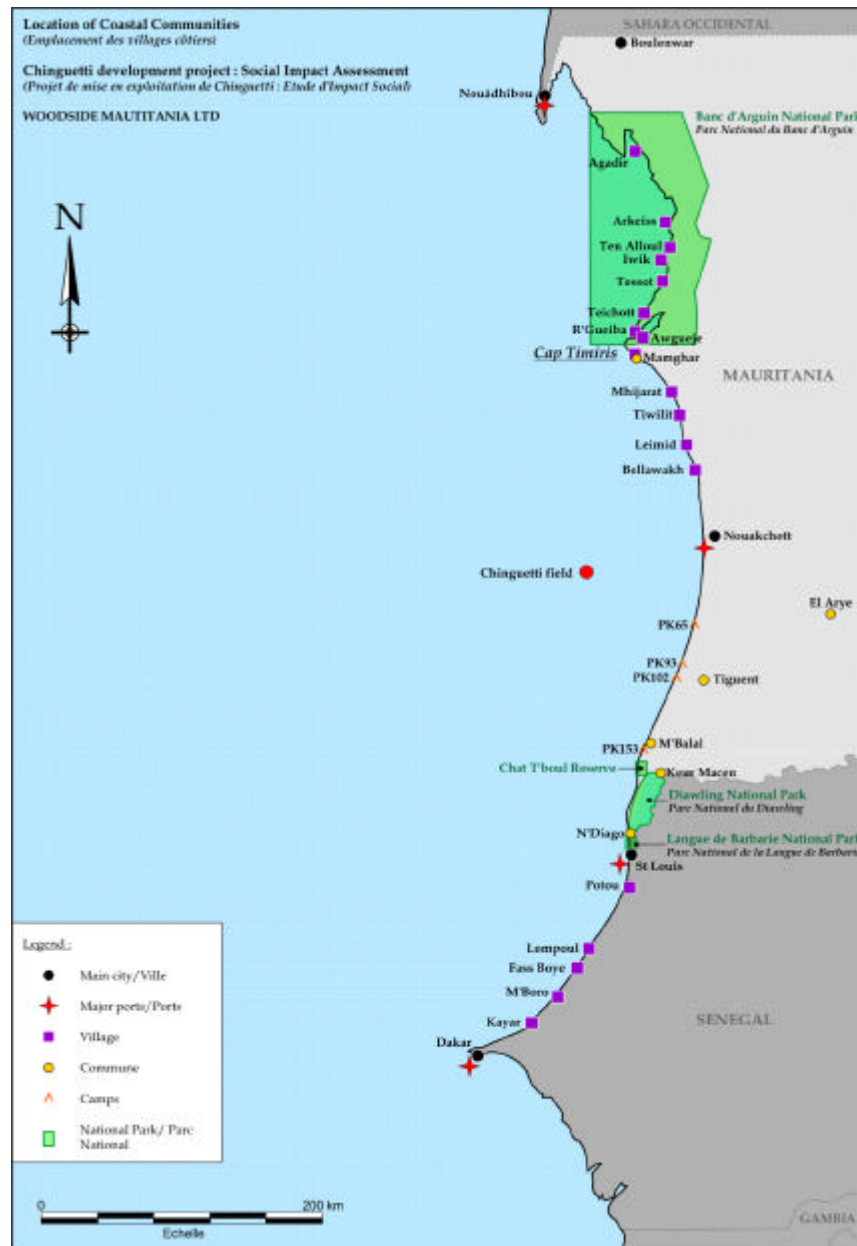 Location of Coastal Communities
(Emplacement des villages côtiers)
Chinguetti development project : Social Impact Assessment
(Projet de mise en exploitation de Chinguetti : Etude d'Impact Social)
WOODSIDE MAUTITANIA LTD
SAHARA OCCIDENTAL
Boulenwar
Nouâdhibou
Banc d'Arguin National Park
Parc National du Banc d'Arguin
Agadir
N
Arkeiss
Ten Alloul
Iwik
Tessot
Teichott
R'Gueiba
Awgueje
Cap Timiris
Mamghar
MAURITANIA
Mhijarat
Tiwilit
Leimid
Bellawakh
Nouakchott
Chinguetti field
El Arye
PK65
PK93
PK102
Tiguent
M'Balal
PK153
Chat T'boul Reserve
Kear Macen
Diawling National Park
Parc National du Diawling
N'Diago
Langue de Barbarie National Park
Parc National de la Langue de Barbarie
St Louis
Potou
Legend :
Main city/Ville
Major ports/Ports
Village
Commune
Camps
National Park/ Parc
National
Lompoul
Fass Boye
M'Boro
Kayar
SENEGAL
Dakar
0 200 km
Echelle
GAMBIA